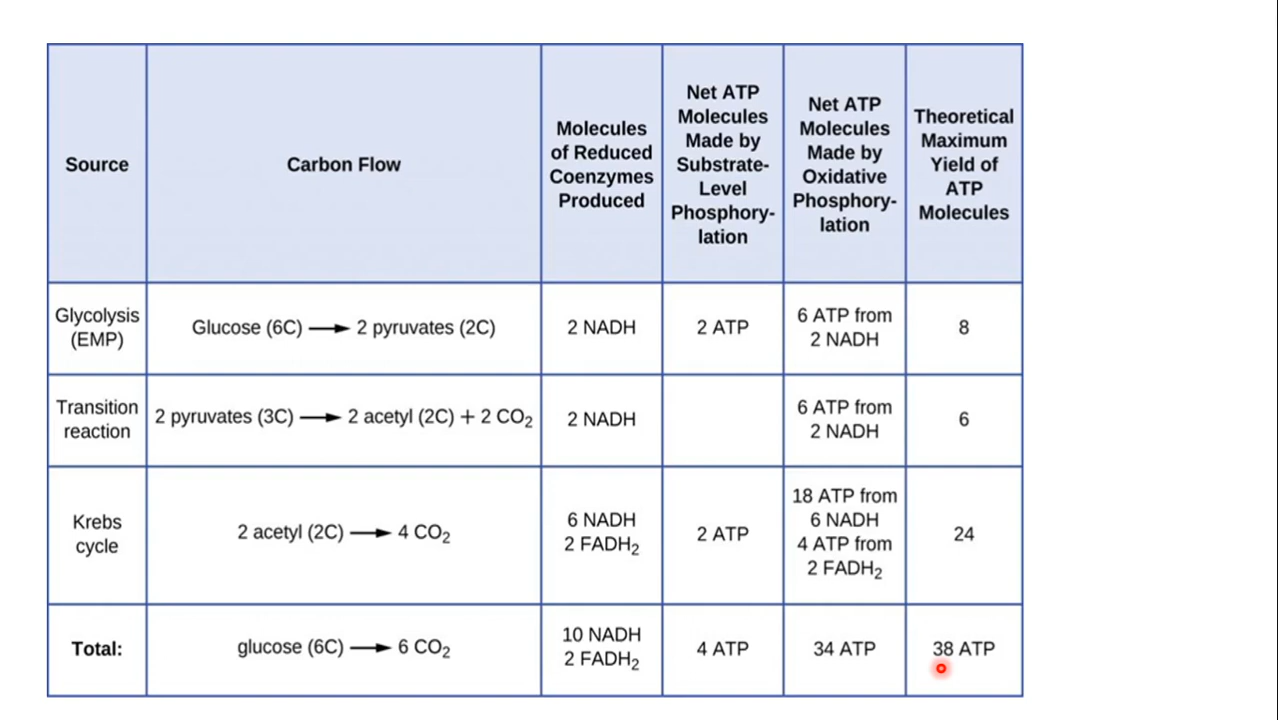 Source
Carbon Flow
Molecules
of Reduced
Coenzymes
Produced
Net ATP
Molecules
Made by
Substrate-
Level
Phosphory-
lation
Net ATP
Molecules
Made by
Oxidative
Phosphory-
lation
Theoretical
Maximum
Yield of
ATP
Molecules
Glycolysis
(EMP)
Glucose (6C) ⟶ 2 pyruvates (2C)
2 NADH
2 ATP
6 ATP from
2 NADH
8
Transition
reaction
2 pyruvates (3C) ⟶ 2 acetyl (2C) + 2 CO₂
2 NADH
6 ATP from
2 NADH
6
Krebs
cycle
2 acetyl (2C) ⟶ 4 CO₂
6 NADH
2 FADH₂
2 ATP
18 ATP from
6 NADH
4 ATP from
2 FADH₂
24
Total:
glucose (6C) ⟶ 6 CO₂
10 NADH
2 FADH₂
4 ATP
34 ATP
38 ATP